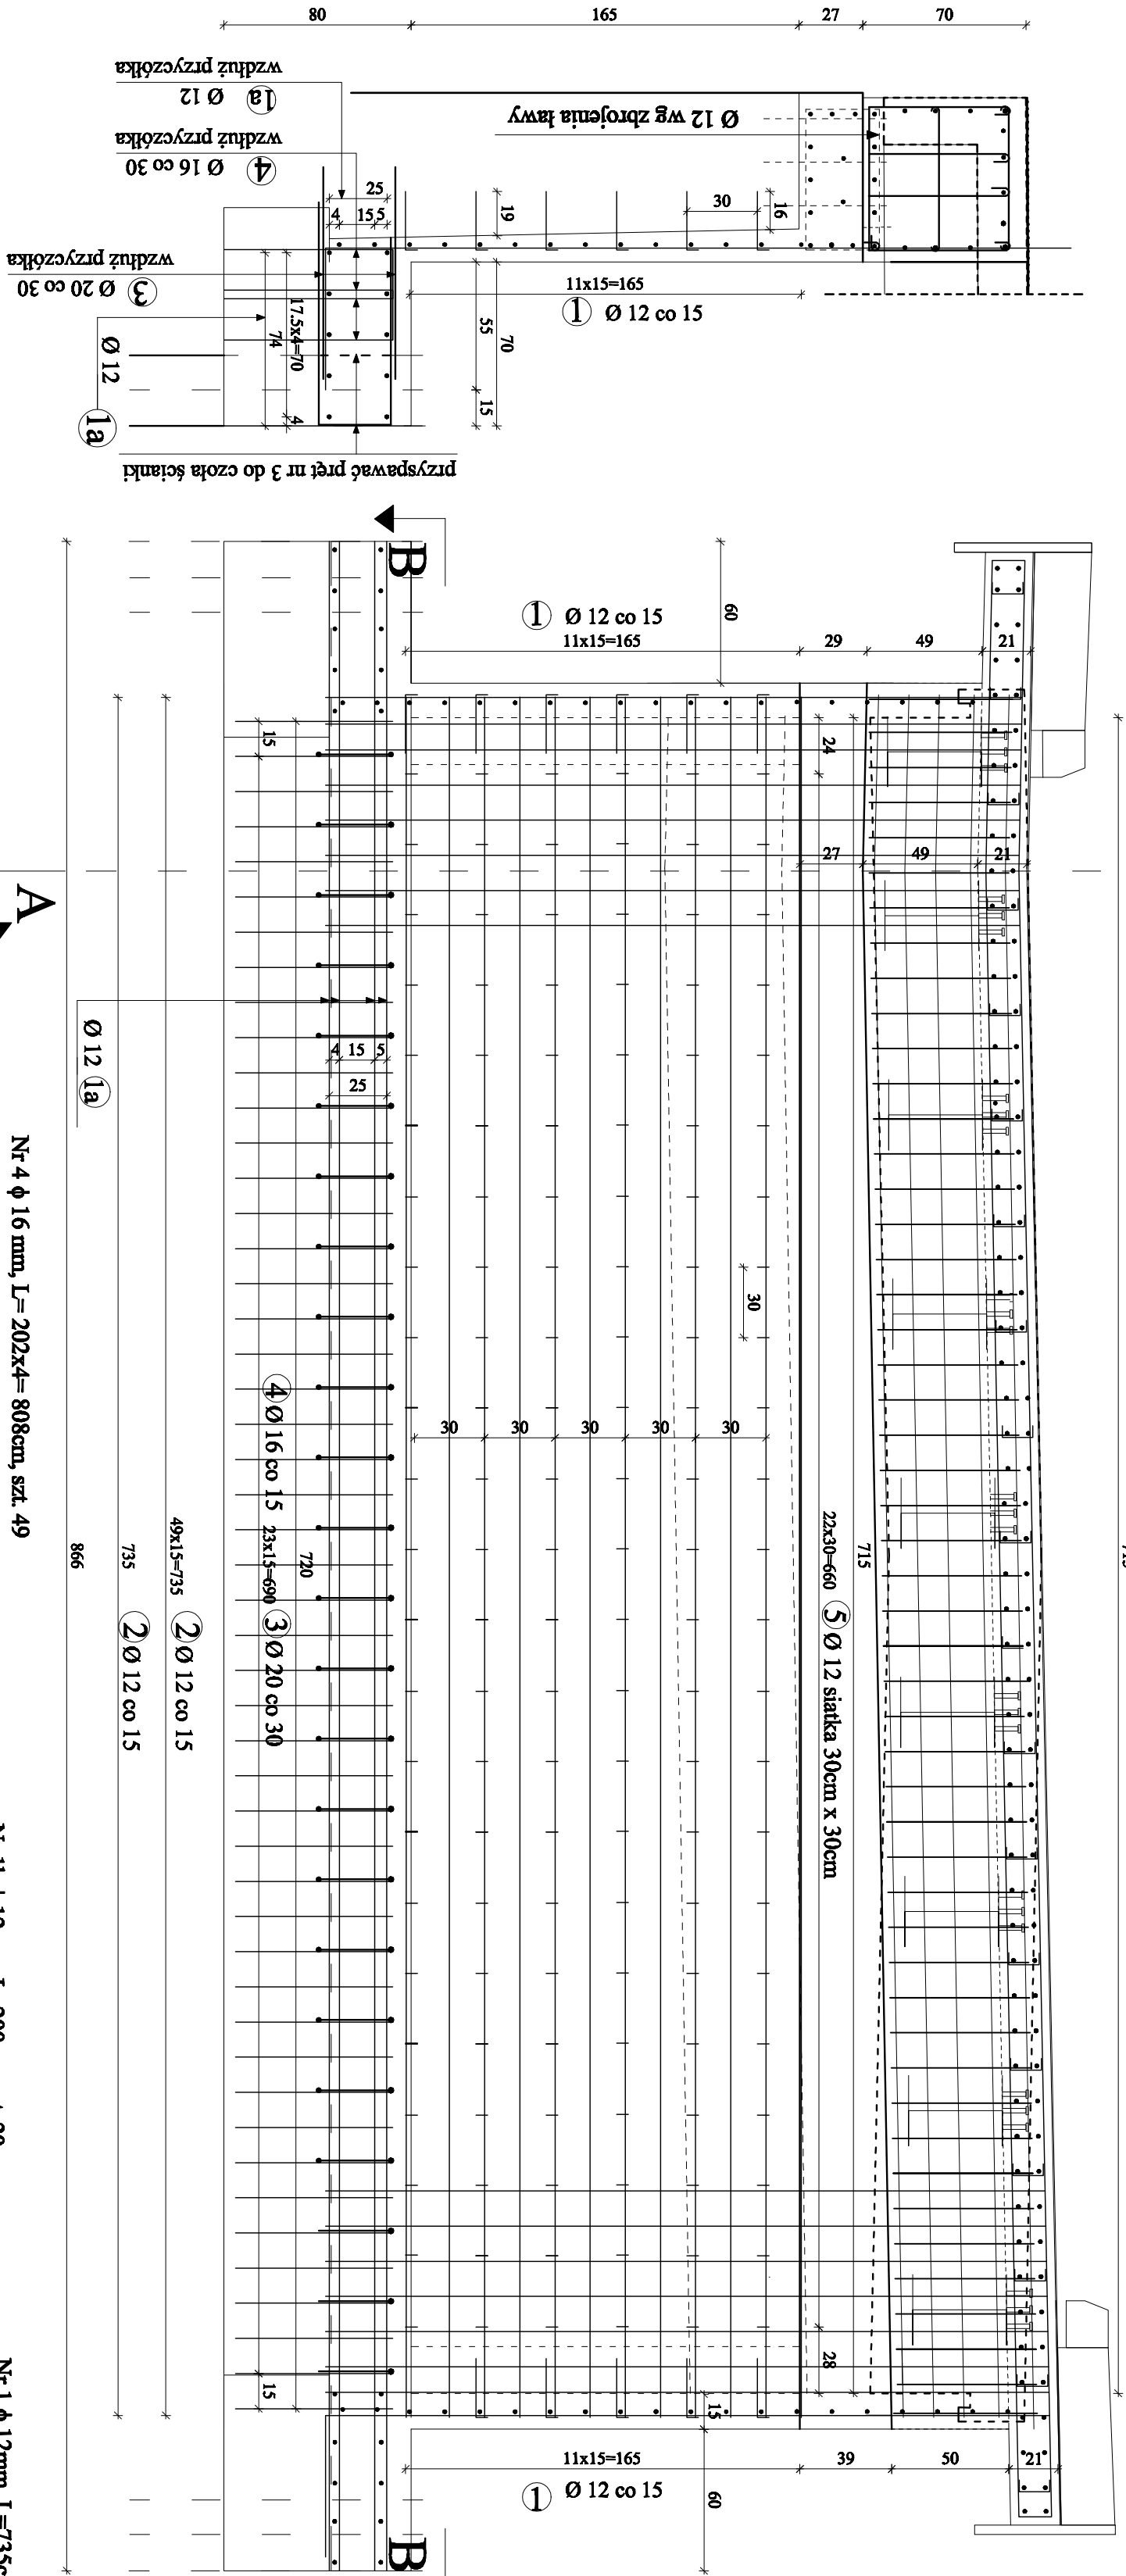 80
165
27
70
wzdłuż przyczółka
1a Ø 12
wzdłuż przyczółka
4 Ø 16 co 30
Ø 12 wg zbrojenia ławy
25
4
15,5
19
30
16
wzdłuż przyczółka
3 Ø 20 co 30
11x15=165
1 Ø 12 co 15
17.5x4=70
74
4
55
70
15
Ø 12
1a
przyspawać pręt nr 3 do czoła ścianki
B
1 Ø 12 co 15
11x15=165
60
29
49
21
15
24
27
49
21
A
Ø 12 1a
4
15
5
25
30
30
30
30
30
30
Nr 4 ϕ 16 mm, L= 202x4= 808cm, szt. 49
4 Ø 16 co 15
23x15=690
3 Ø 20 co 30
720
49x15=735
2 Ø 12 co 15
735
2 Ø 12 co 15
866
22x30=660
5 Ø 12 siatka 30cm x 30cm
715
15
28
15
11x15=165
39
50
21
1 Ø 12 co 15
60
B
Nr 1 ϕ 12mm